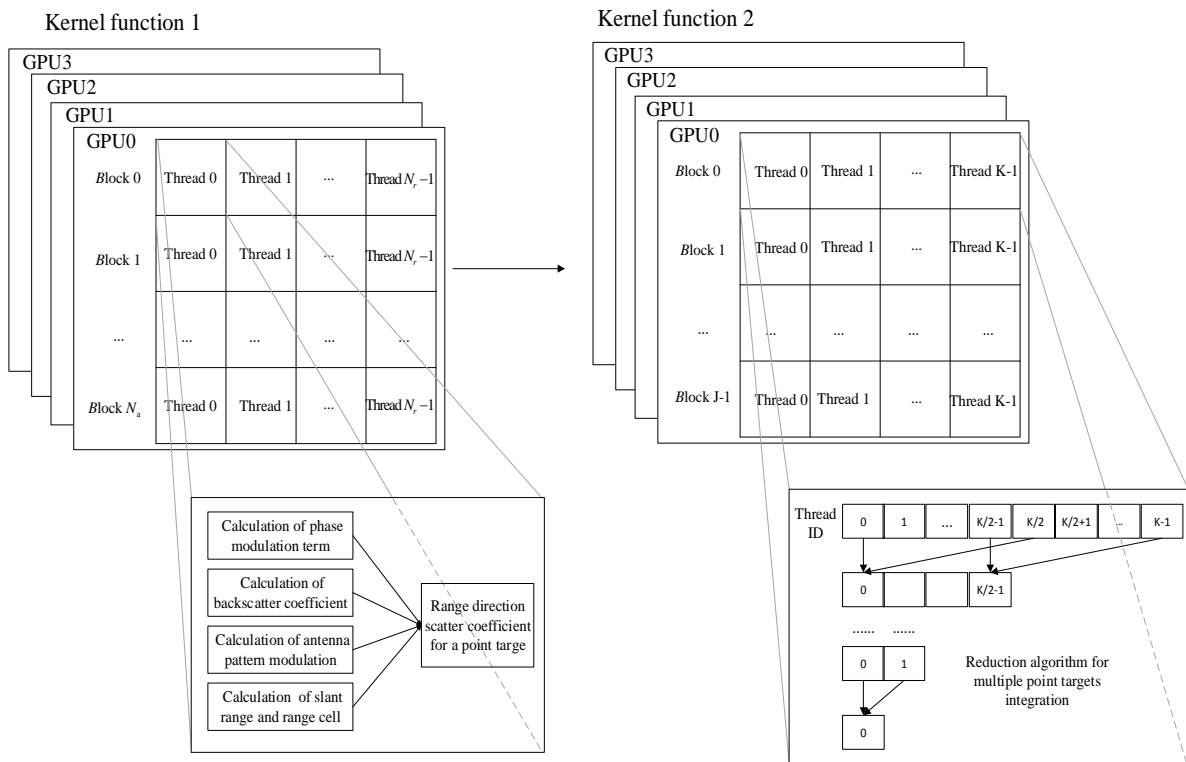 Kernel function 1
GPU3
GPU2
GPU1
GPU0
Block 0
Thread 0
Thread 1
...
Thread N_r −1
Block 1
Thread 0
Thread 1
...
Thread N_r −1
...
...
...
...
...
Block N_a
Thread 0
Thread 1
...
Thread N_r −1
Calculation of phase
modulation term
Calculation of
backscatter coefficient
Calculation of antenna
pattern modulation
Calculation of slant
range and range cell
Range direction
scatter coefficient
for a point targe
Kernel function 2
GPU3
GPU2
GPU1
GPU0
Block 0
Thread 0
Thread 1
...
Thread K-1
Block 1
Thread 0
Thread 1
...
Thread K-1
...
...
...
...
...
Block J-1
Thread 0
Thread 1
...
Thread K-1
Thread
ID
0
1
...
K/2-1
K/2
K/2+1
...
K-1
0
K/2-1
......
......
0
1
0
Reduction algorithm for
multiple point targets
integration